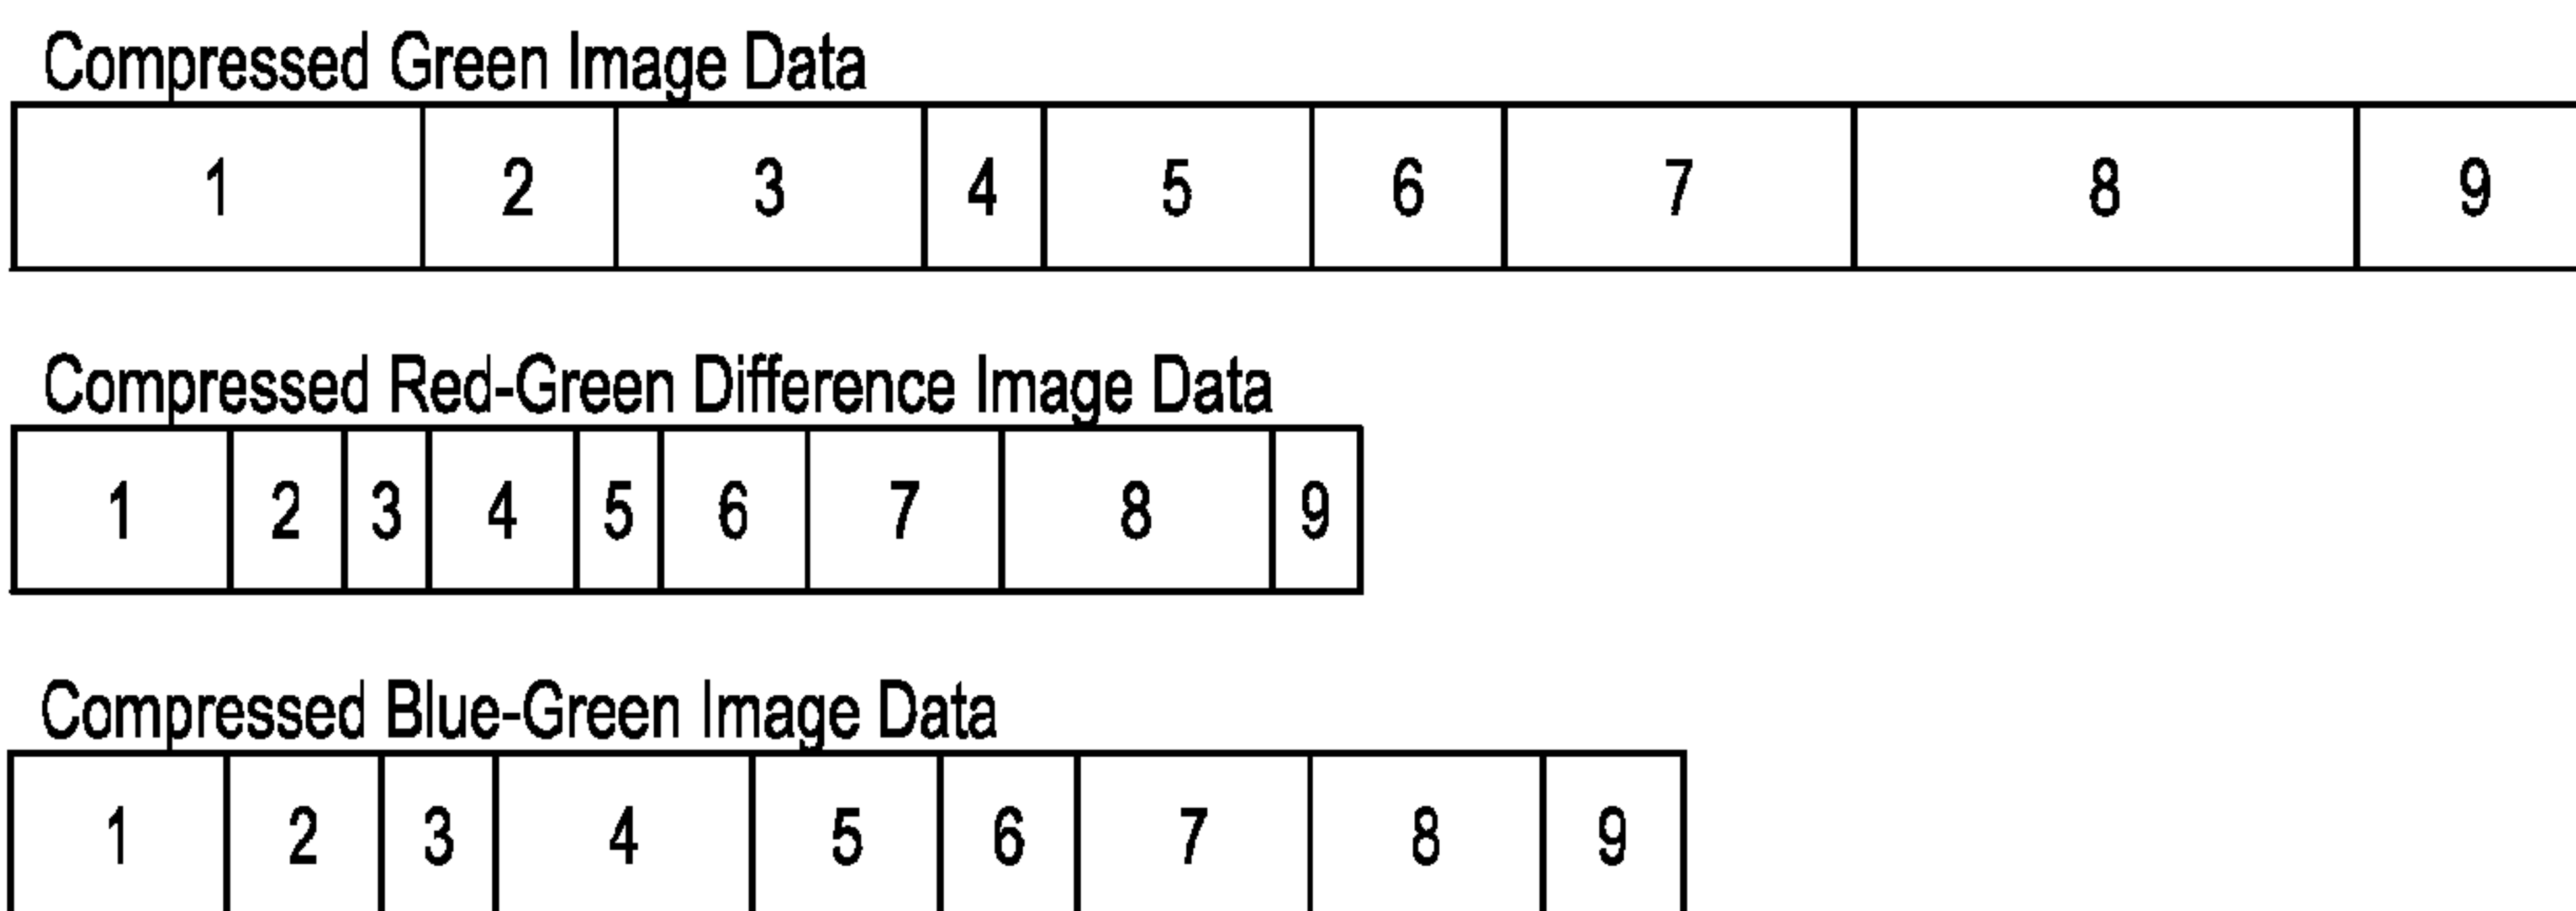 Compressed Green Image Data
1 2 3 4 5 6 7 8 9
Compressed Red-Green Difference Image Data
1 2 3 4 5 6 7 8 9
Compressed Blue-Green Image Data
1 2 3 4 5 6 7 8 9